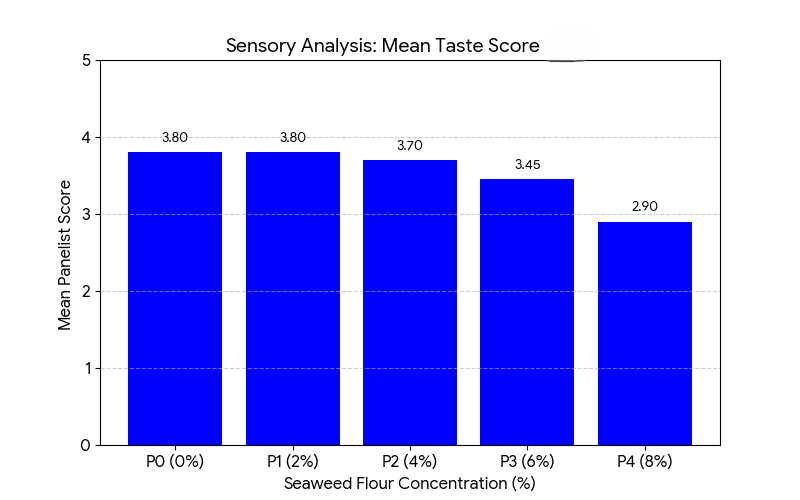 Sensory Analysis: Mean Taste Score
5
4
3
2
1
0
Mean Panelist Score
3.80
3.80
3.70
3.45
2.90
P0 (0%)
P1 (2%)
P2 (4%)
P3 (6%)
P4 (8%)
Seaweed Flour Concentration (%)